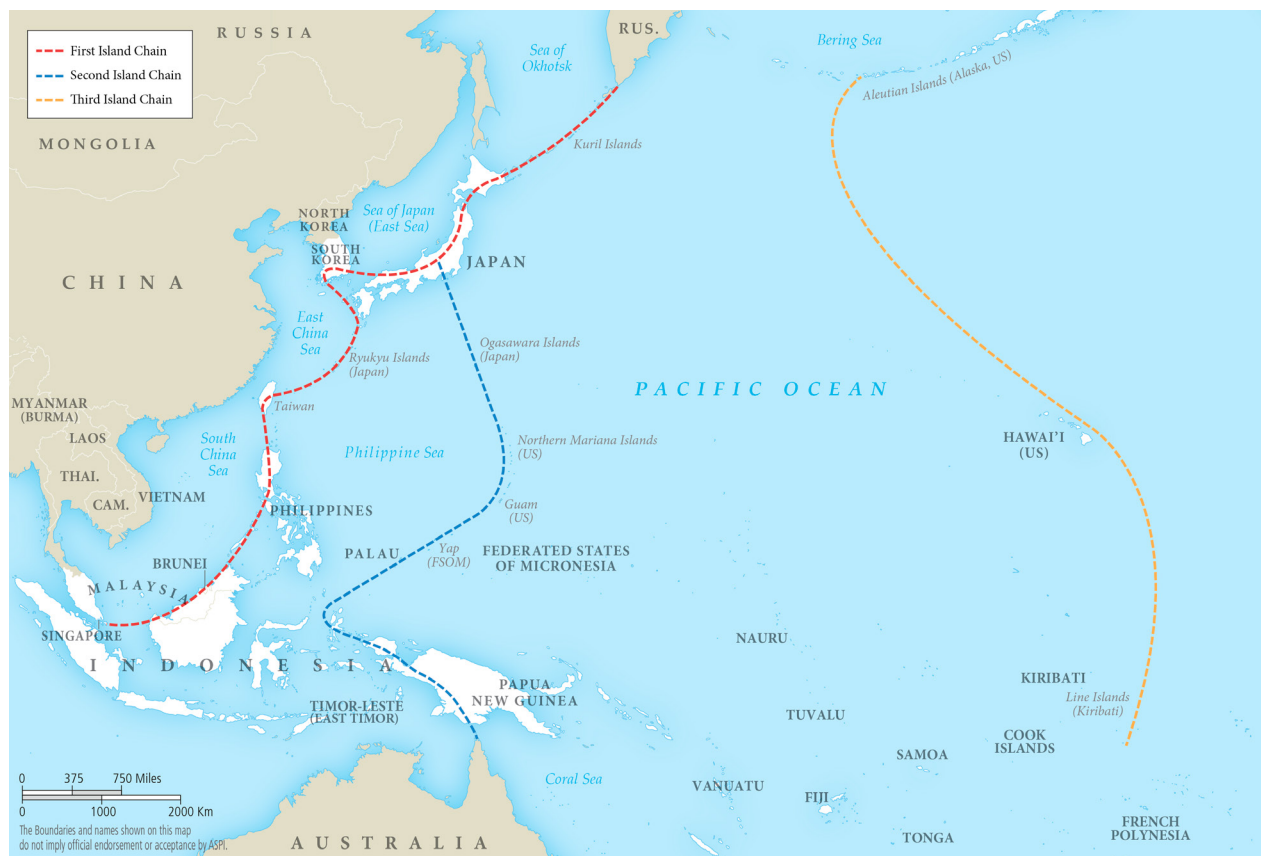 First Island Chain
Second Island Chain
Third Island Chain
RUSSIA
RUS.
Sea of
Okhotsk
Bering Sea
Aleutian Islands (Alaska, US)
MONGOLIA
Kuril Islands
NORTH
KOREA
Sea of Japan
(East Sea)
SOUTH
KOREA
JAPAN
CHINA
East
China
Sea
Ryukyu Islands
(Japan)
Ogasawara Islands
(Japan)
PACIFIC OCEAN
MYANMAR
(BURMA)
Taiwan
LAOS
South
China
Sea
Philippine Sea
Northern Mariana Islands
(US)
HAWAI'I
(US)
THAI.
VIETNAM
CAM.
PHILIPPINES
Guam
(US)
BRUNEI
PALAU
Yap
(FSOM)
FEDERATED STATES
OF MICRONESIA
MALAYSIA
SINGAPORE
NAURU
INDONESIA
KIRIBATI
PAPUA
NEW GUINEA
Line Islands
(Kiribati)
TIMOR-LESTE
(EAST TIMOR)
TUVALU
COOK
ISLANDS
SAMOA
Coral Sea
VANUATU
FIJI
FRENCH
POLYNESIA
TONGA
AUSTRALIA
0 375 750 Miles
0 1000 2000 Km
The Boundaries and names shown on this map
do not imply official endorsement or acceptance by ASPI.